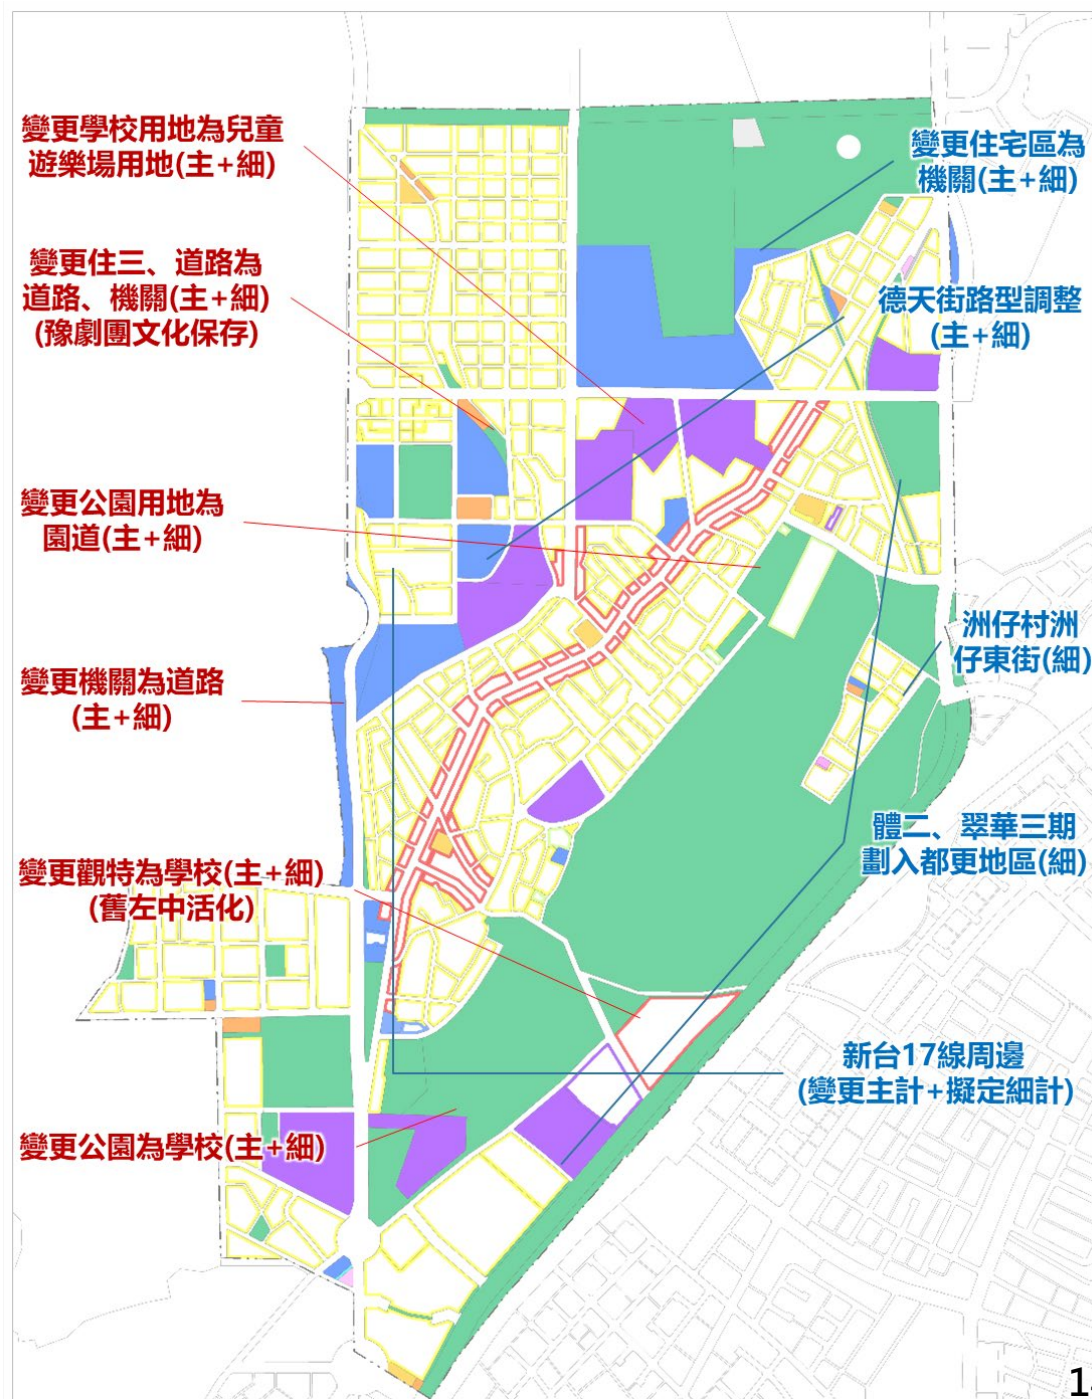 變更學校用地為兒童
遊樂場用地(主+細)
變更住三、道路為
道路、機關(主+細)
(豫劇團文化保存)
變更公園用地為
園道(主+細)
變更機關為道路
(主+細)
變更觀特為學校(主+細)
(舊左中活化)
變更公園為學校(主+細)
變更住宅區為
機關(主+細)
德天街路型調整
(主+細)
洲仔村洲
仔東街(細)
體二、翠華三期
劃入都更地區(細)
新台17線周邊
(變更主計+擬定細計)
1